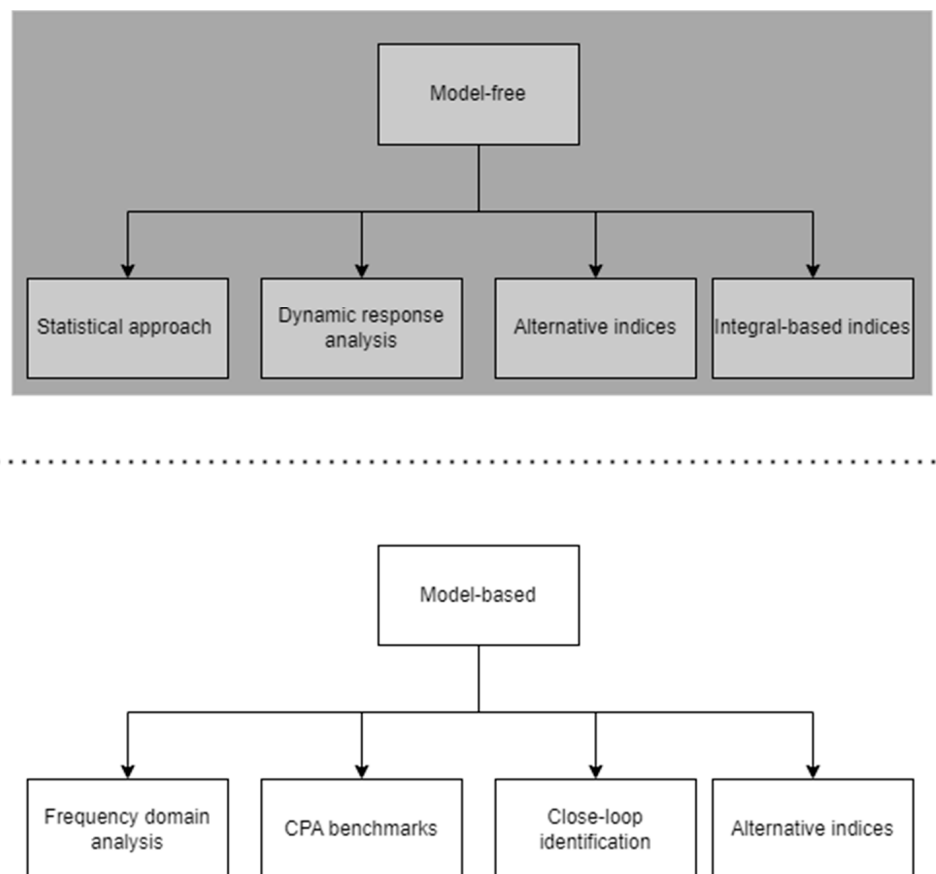 Model-free
Statistical approach
Dynamic response
analysis
Alternative indices
Integral-based indices
Model-based
Frequency domain
analysis
CPA benchmarks
Close-loop
identification
Alternative indices